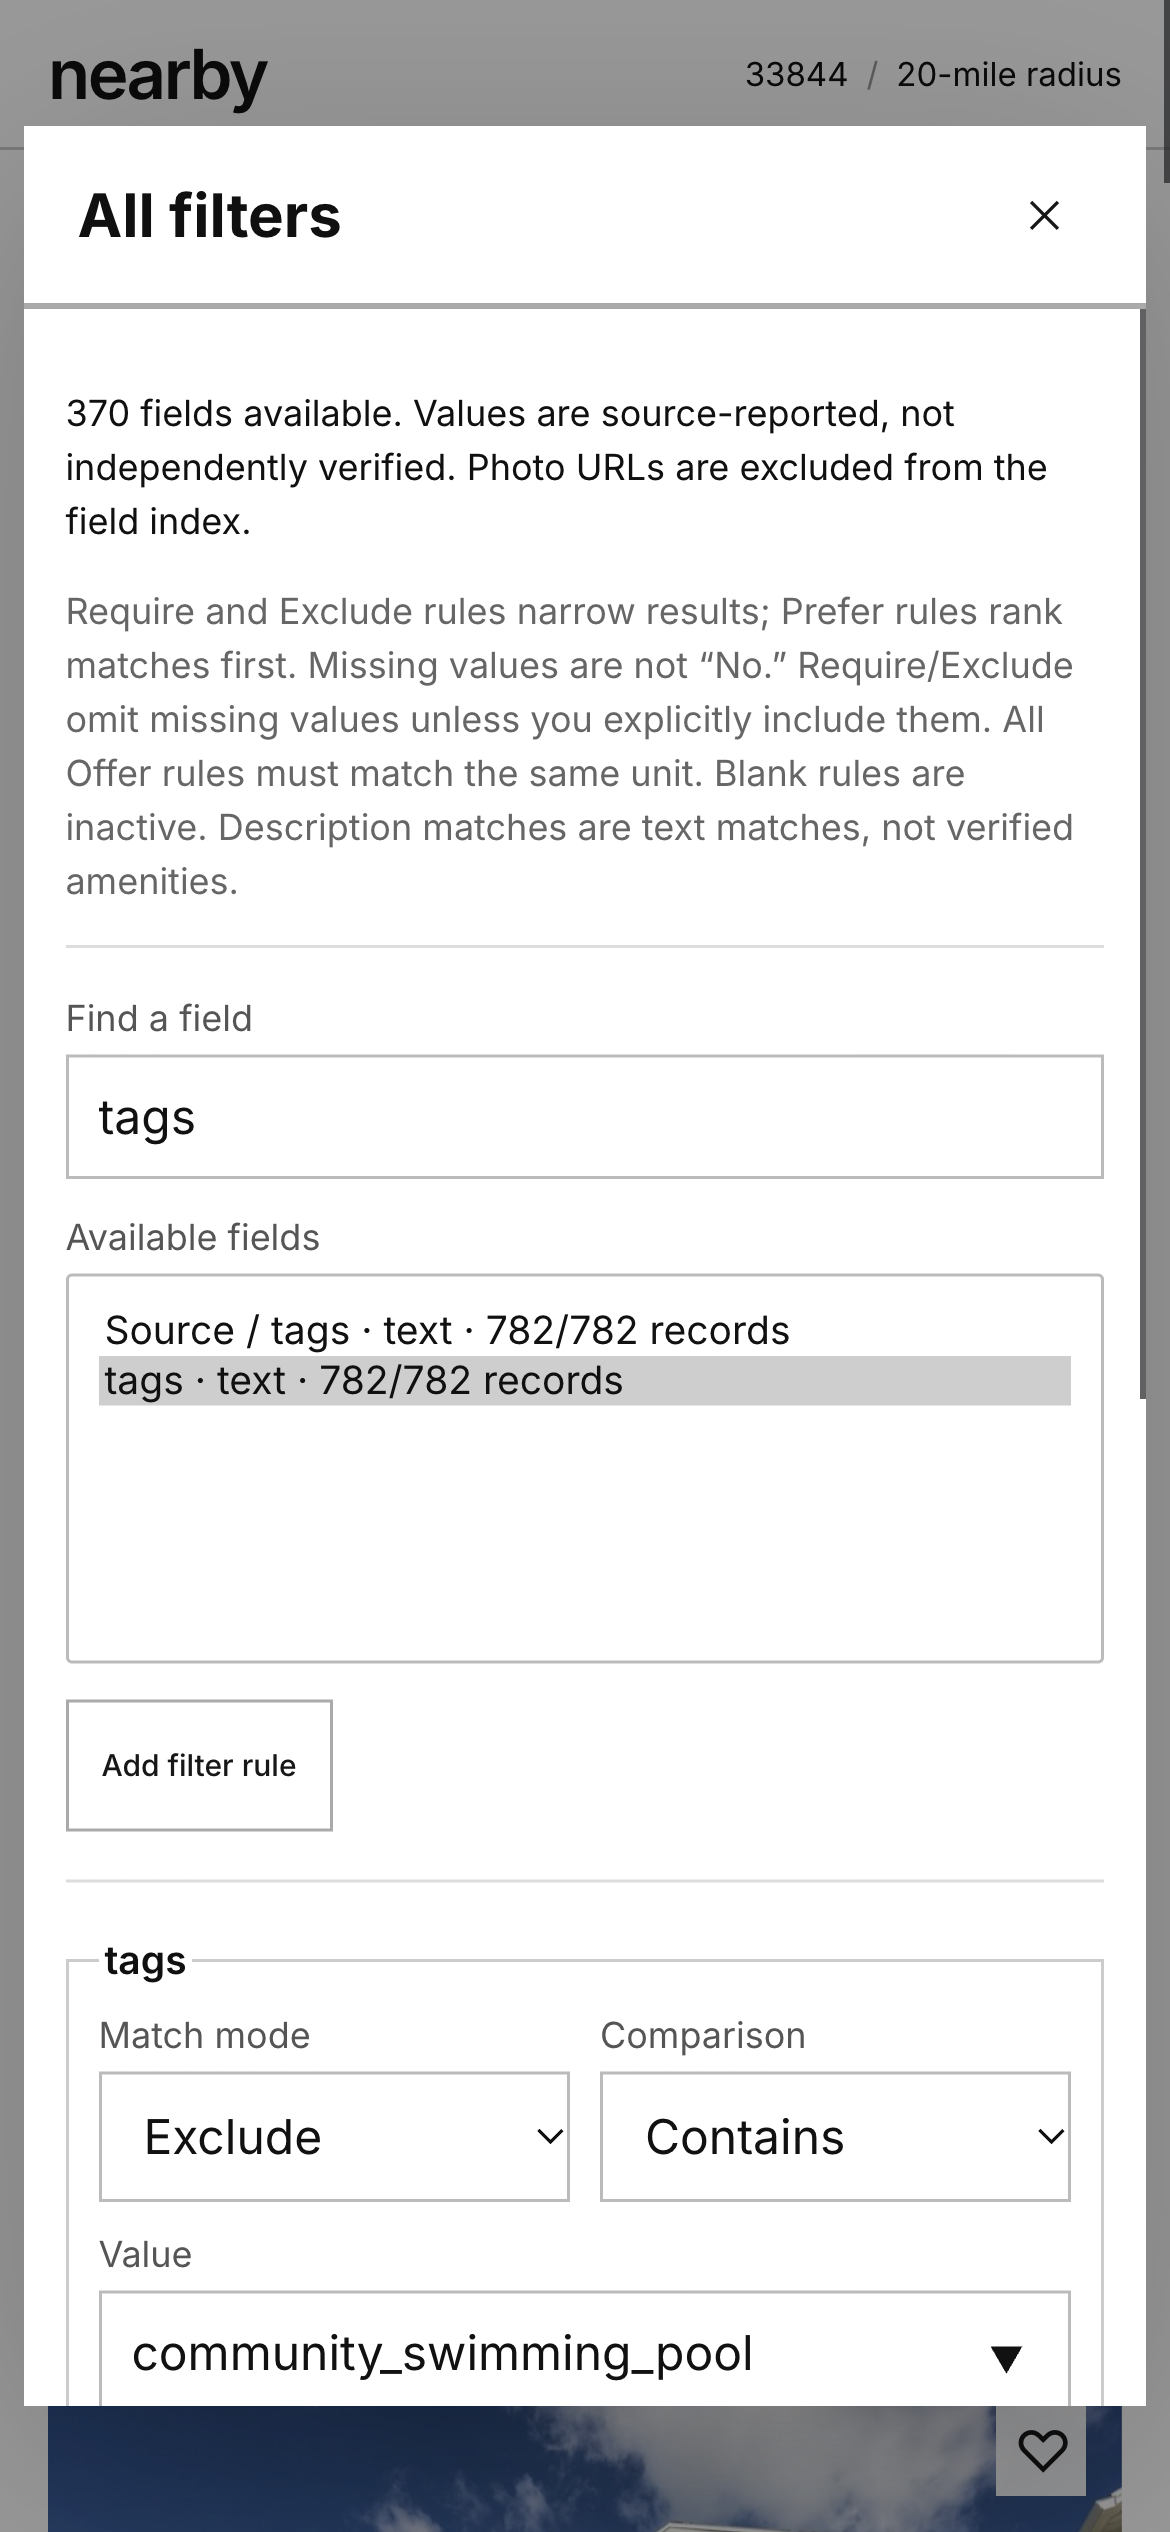 nearby
33844 / 20-mile radius
All filters
370 fields available. Values are source-reported, not
independently verified. Photo URLs are excluded from the
field index.
Require and Exclude rules narrow results; Prefer rules rank
matches first. Missing values are not “No.” Require/Exclude
omit missing values unless you explicitly include them. All
Offer rules must match the same unit. Blank rules are
inactive. Description matches are text matches, not verified
amenities.
Find a field
tags
Available fields
Source / tags · text · 782/782 records
tags · text · 782/782 records
Add filter rule
tags
Match mode
Comparison
Exclude
Contains
Value
community_swimming_pool